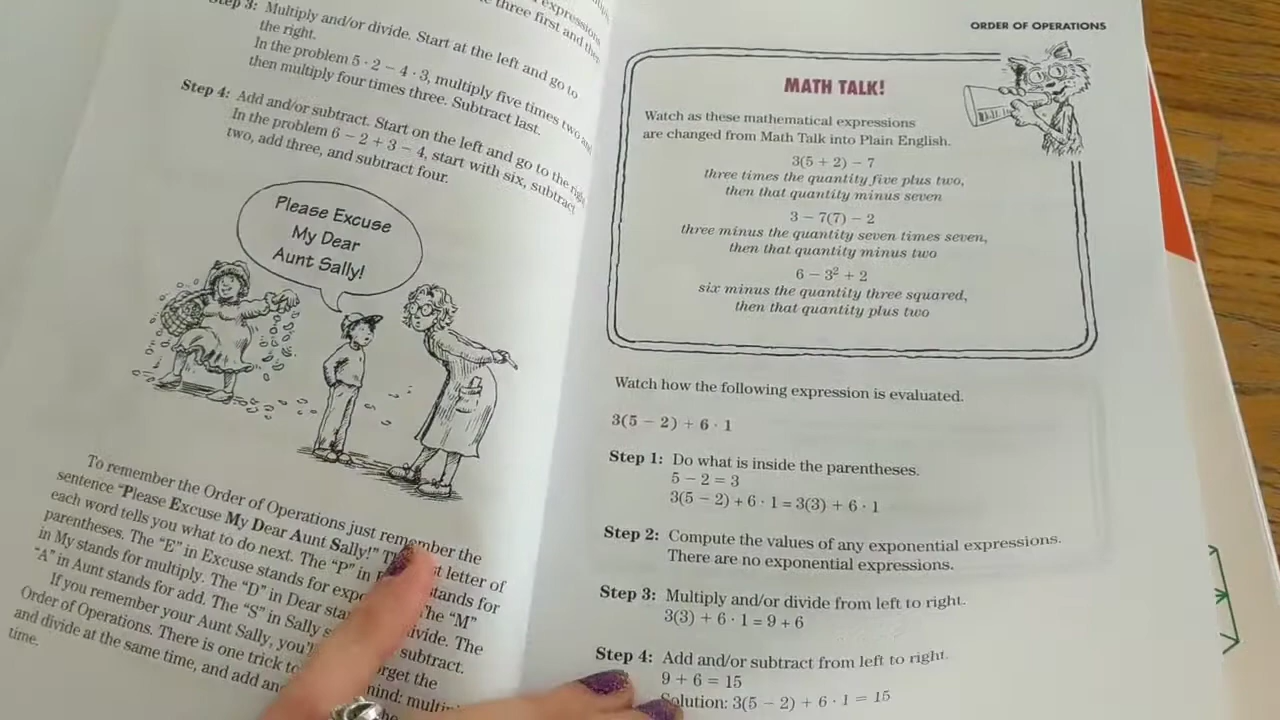 expressions
three first and then
Step 3: Multiply and/or divide. Start at the left and go to
the right.
In the problem 5 · 2 − 4 · 3, multiply five times two and
then multiply four times three. Subtract last.
Step 4: Add and/or subtract. Start on the left and go to the right.
In the problem 6 − 2 + 3 − 4, start with six, subtract
two, add three, and subtract four.
Please Excuse
My Dear
Aunt Sally!
To remember the Order of Operations just remember the
sentence "Please Excuse My Dear Aunt Sally!" letter of
each word tells you what to do next. The "P" in stands for
parentheses. The "E" in Excuse stands for The "M"
in My stands for multiply. The "D" in Dear The
"A" in Aunt stands for add. The "S" in Sally subtract.
If you remember your Aunt Sally, the
Order of Operations. There is one trick to mind:
and divide at the same time, and add
time.
ORDER OF OPERATIONS
MATH TALK!
Watch as these mathematical expressions
are changed from Math Talk into Plain English.
3(5 + 2) − 7
three times the quantity five plus two,
then that quantity minus seven
3 − 7(7) − 2
three minus the quantity seven times seven,
then that quantity minus two
6 − 3² + 2
six minus the quantity three squared,
then that quantity plus two
Watch how the following expression is evaluated.
3(5 − 2) + 6 · 1
Step 1: Do what is inside the parentheses.
5 − 2 = 3
3(5 − 2) + 6 · 1 = 3(3) + 6 · 1
Step 2: Compute the values of any exponential expressions.
There are no exponential expressions.
Step 3: Multiply and/or divide from left to right.
3(3) + 6 · 1 = 9 + 6
Step 4: Add and/or subtract from left to right.
9 + 6 = 15
Solution: 3(5 − 2) + 6 · 1 = 15